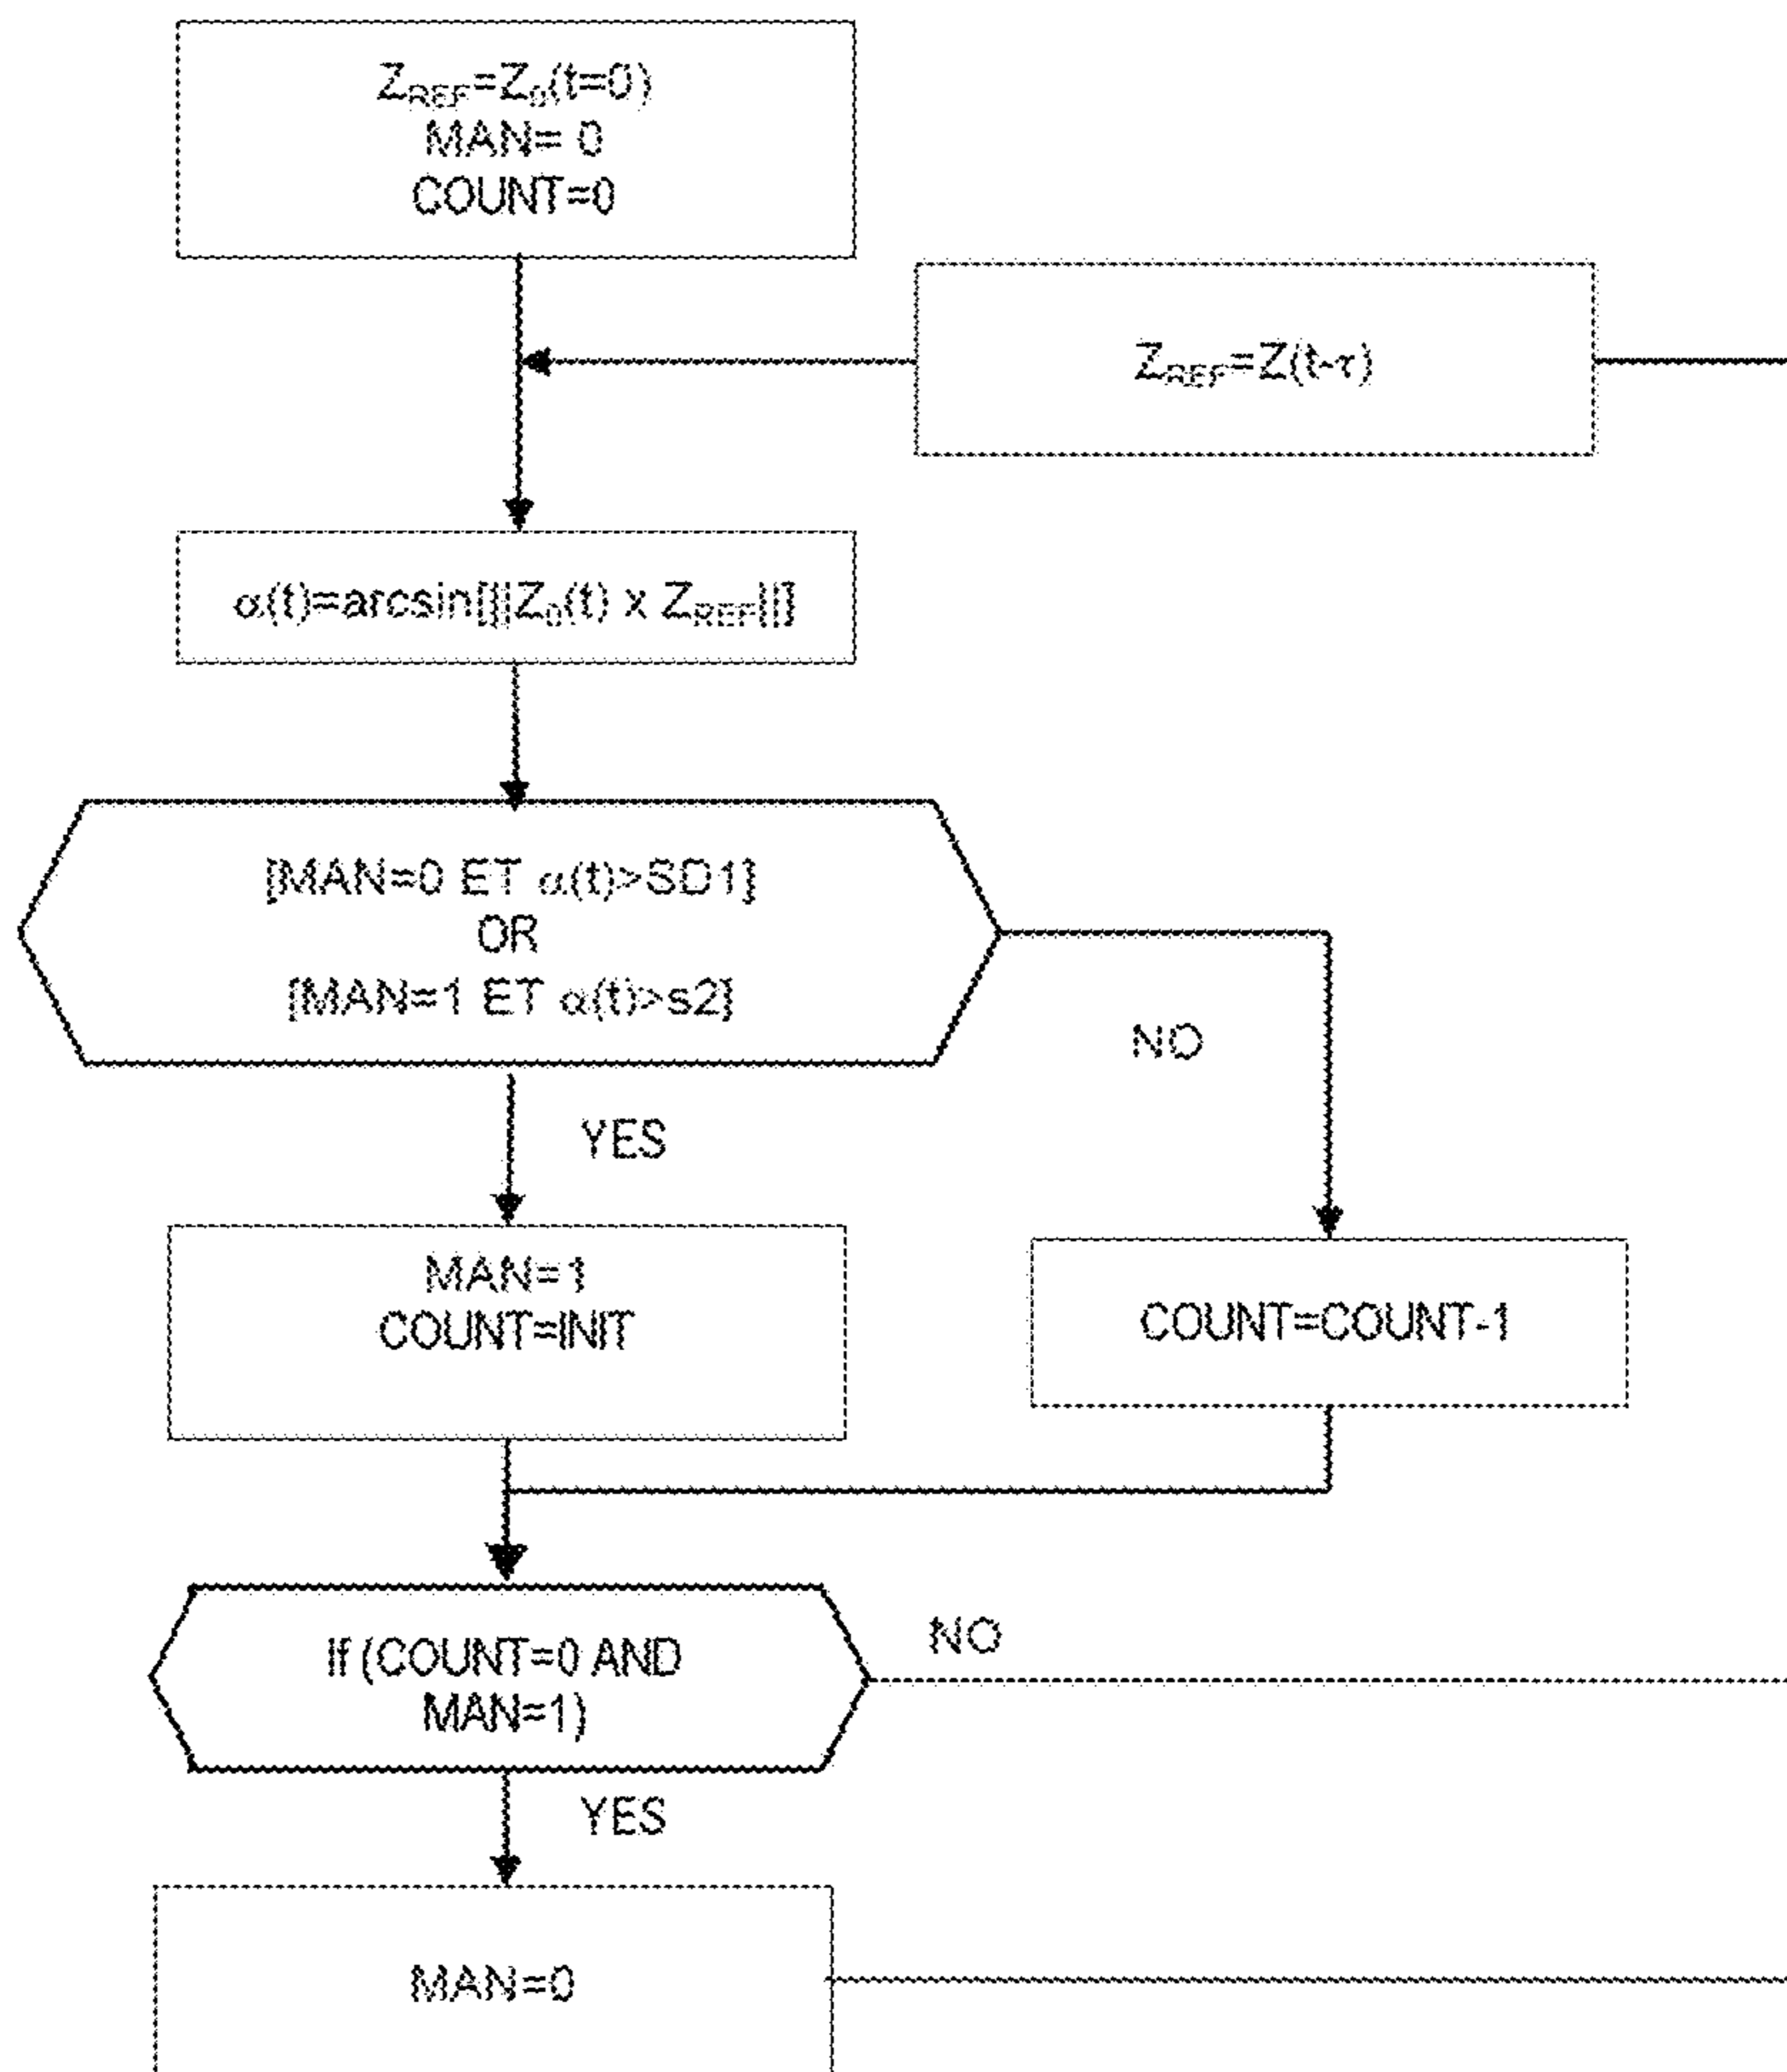 Z_REF=Z_0(t=0)
MAN= 0
COUNT=0
Z_REF=Z(t-τ)
α(t)=arcsin[||Z_0(t) x Z_REF||]
[MAN=0 ET α(t)>SD1]
OR
[MAN=1 ET α(t)>s2]
NO
YES
MAN=1
COUNT=INIT
COUNT=COUNT-1
If (COUNT=0 AND
MAN=1)
NO
YES
MAN=0